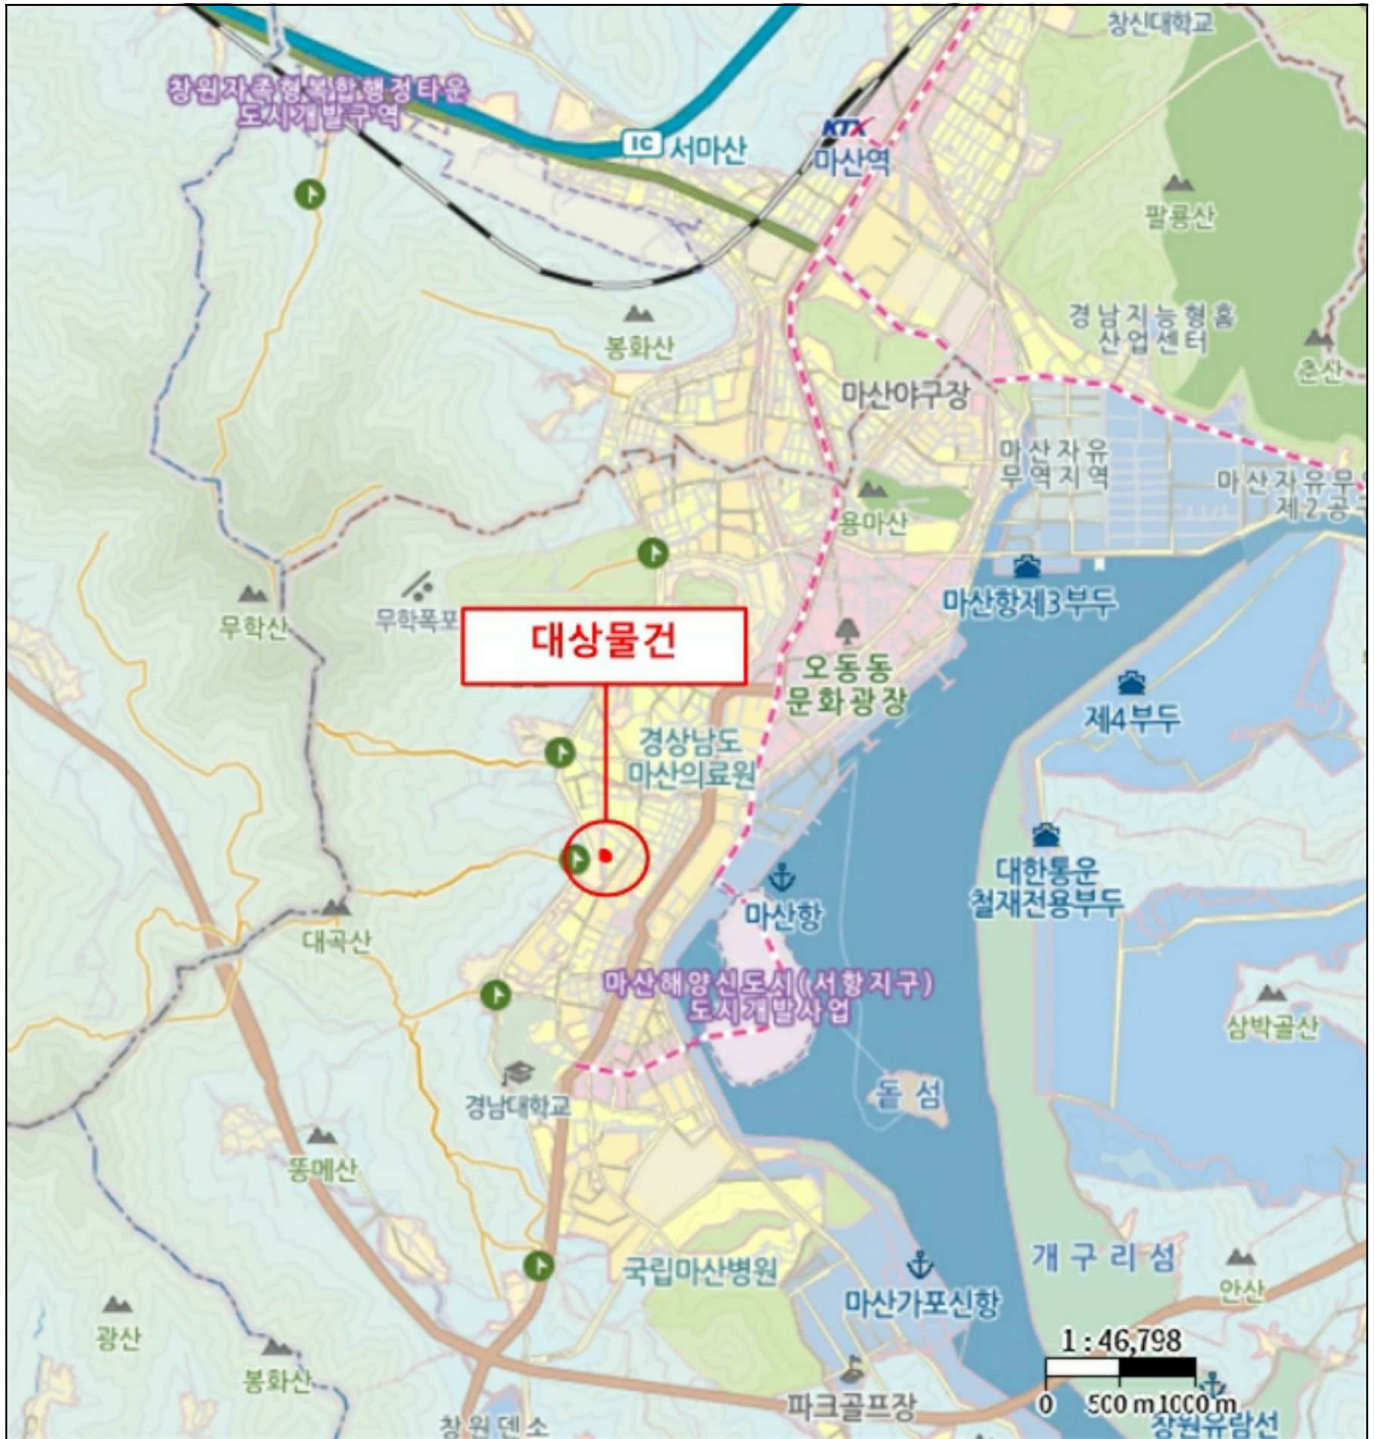 창신대학교
창원자족형복합행정타운
도시개발구역
IC 서마산
KTX
마산역
팔룡산
경남지능형홈
산업센터
봉화산
춘산
마산야구장
마산자유
무역지역
마산자유무
제2공
용마산
마산항제3부두
무학산
무학폭포
대상물건
오동동
문화광장
제4부두
경상남도
마산의료원
대한통운
철재전용부두
마산항
대곡산
마산해양신도시(서항지구)
도시개발사업
삼박골산
돝섬
경남대학교
똥메산
개구리섬
국립마산병원
안산
마산가포신항
광산
1 : 46,798
봉화산
0 500 m 1000 m
파크골프장
창원덴소
창원유람선